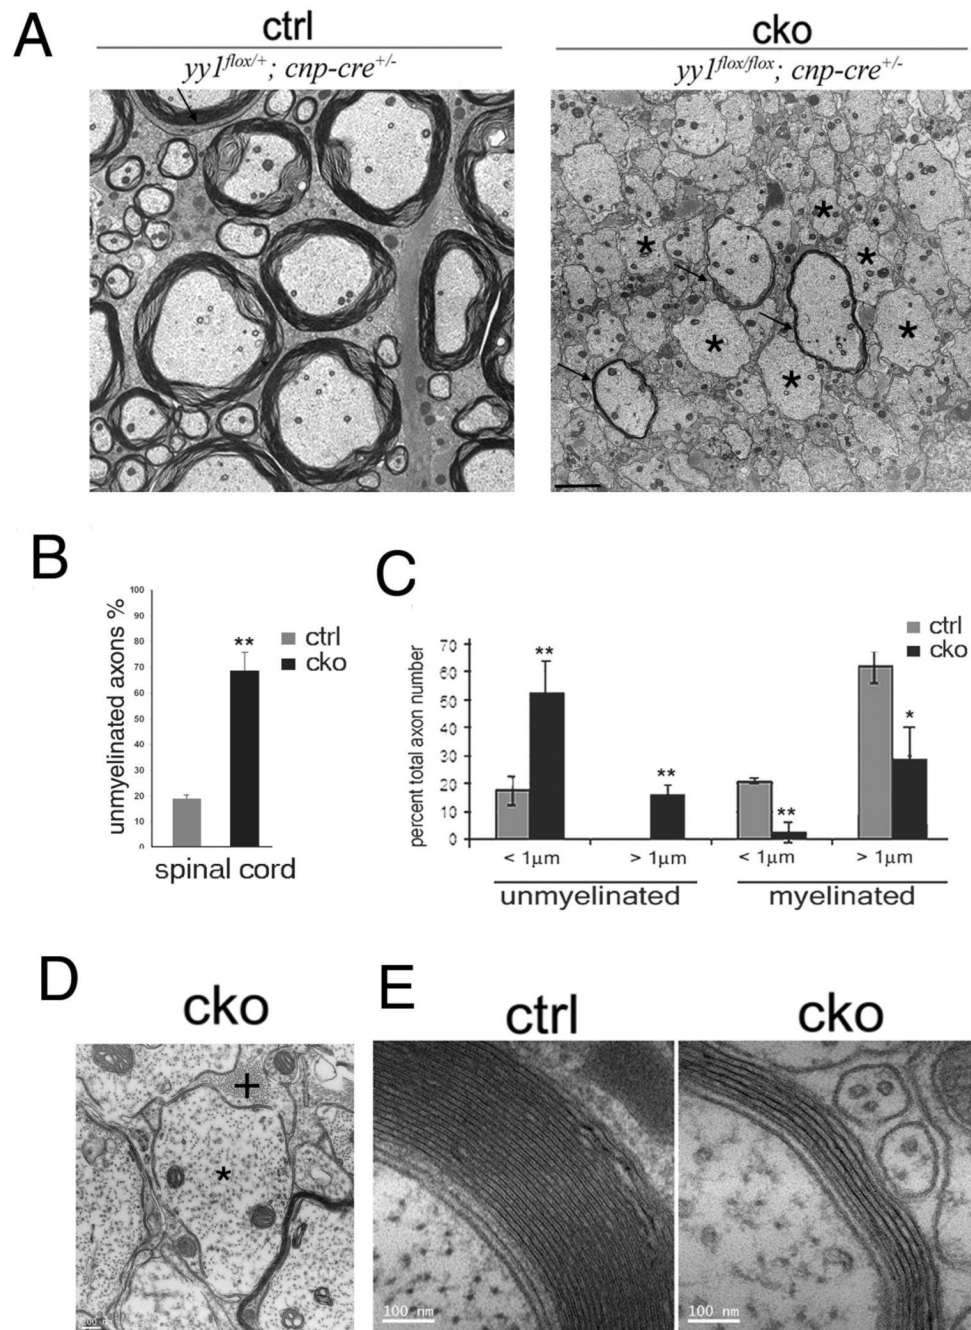 A
ctrl
yy1flox/+; cnp-cre+/-
cko
yy1flox/flox; cnp-cre+/-
*
*
*
*
*
*
B
unmyelinated axons %
100
90
80
70
60
50
40
30
20
10
0
**
ctrl
cko
spinal cord
C
percent total axon number
70
60
50
40
30
20
10
0
**
**
**
*
ctrl
cko
< 1μm
> 1μm
< 1μm
> 1μm
unmyelinated
myelinated
D
cko
+
*
100 nm
E
ctrl
cko
100 nm
100 nm